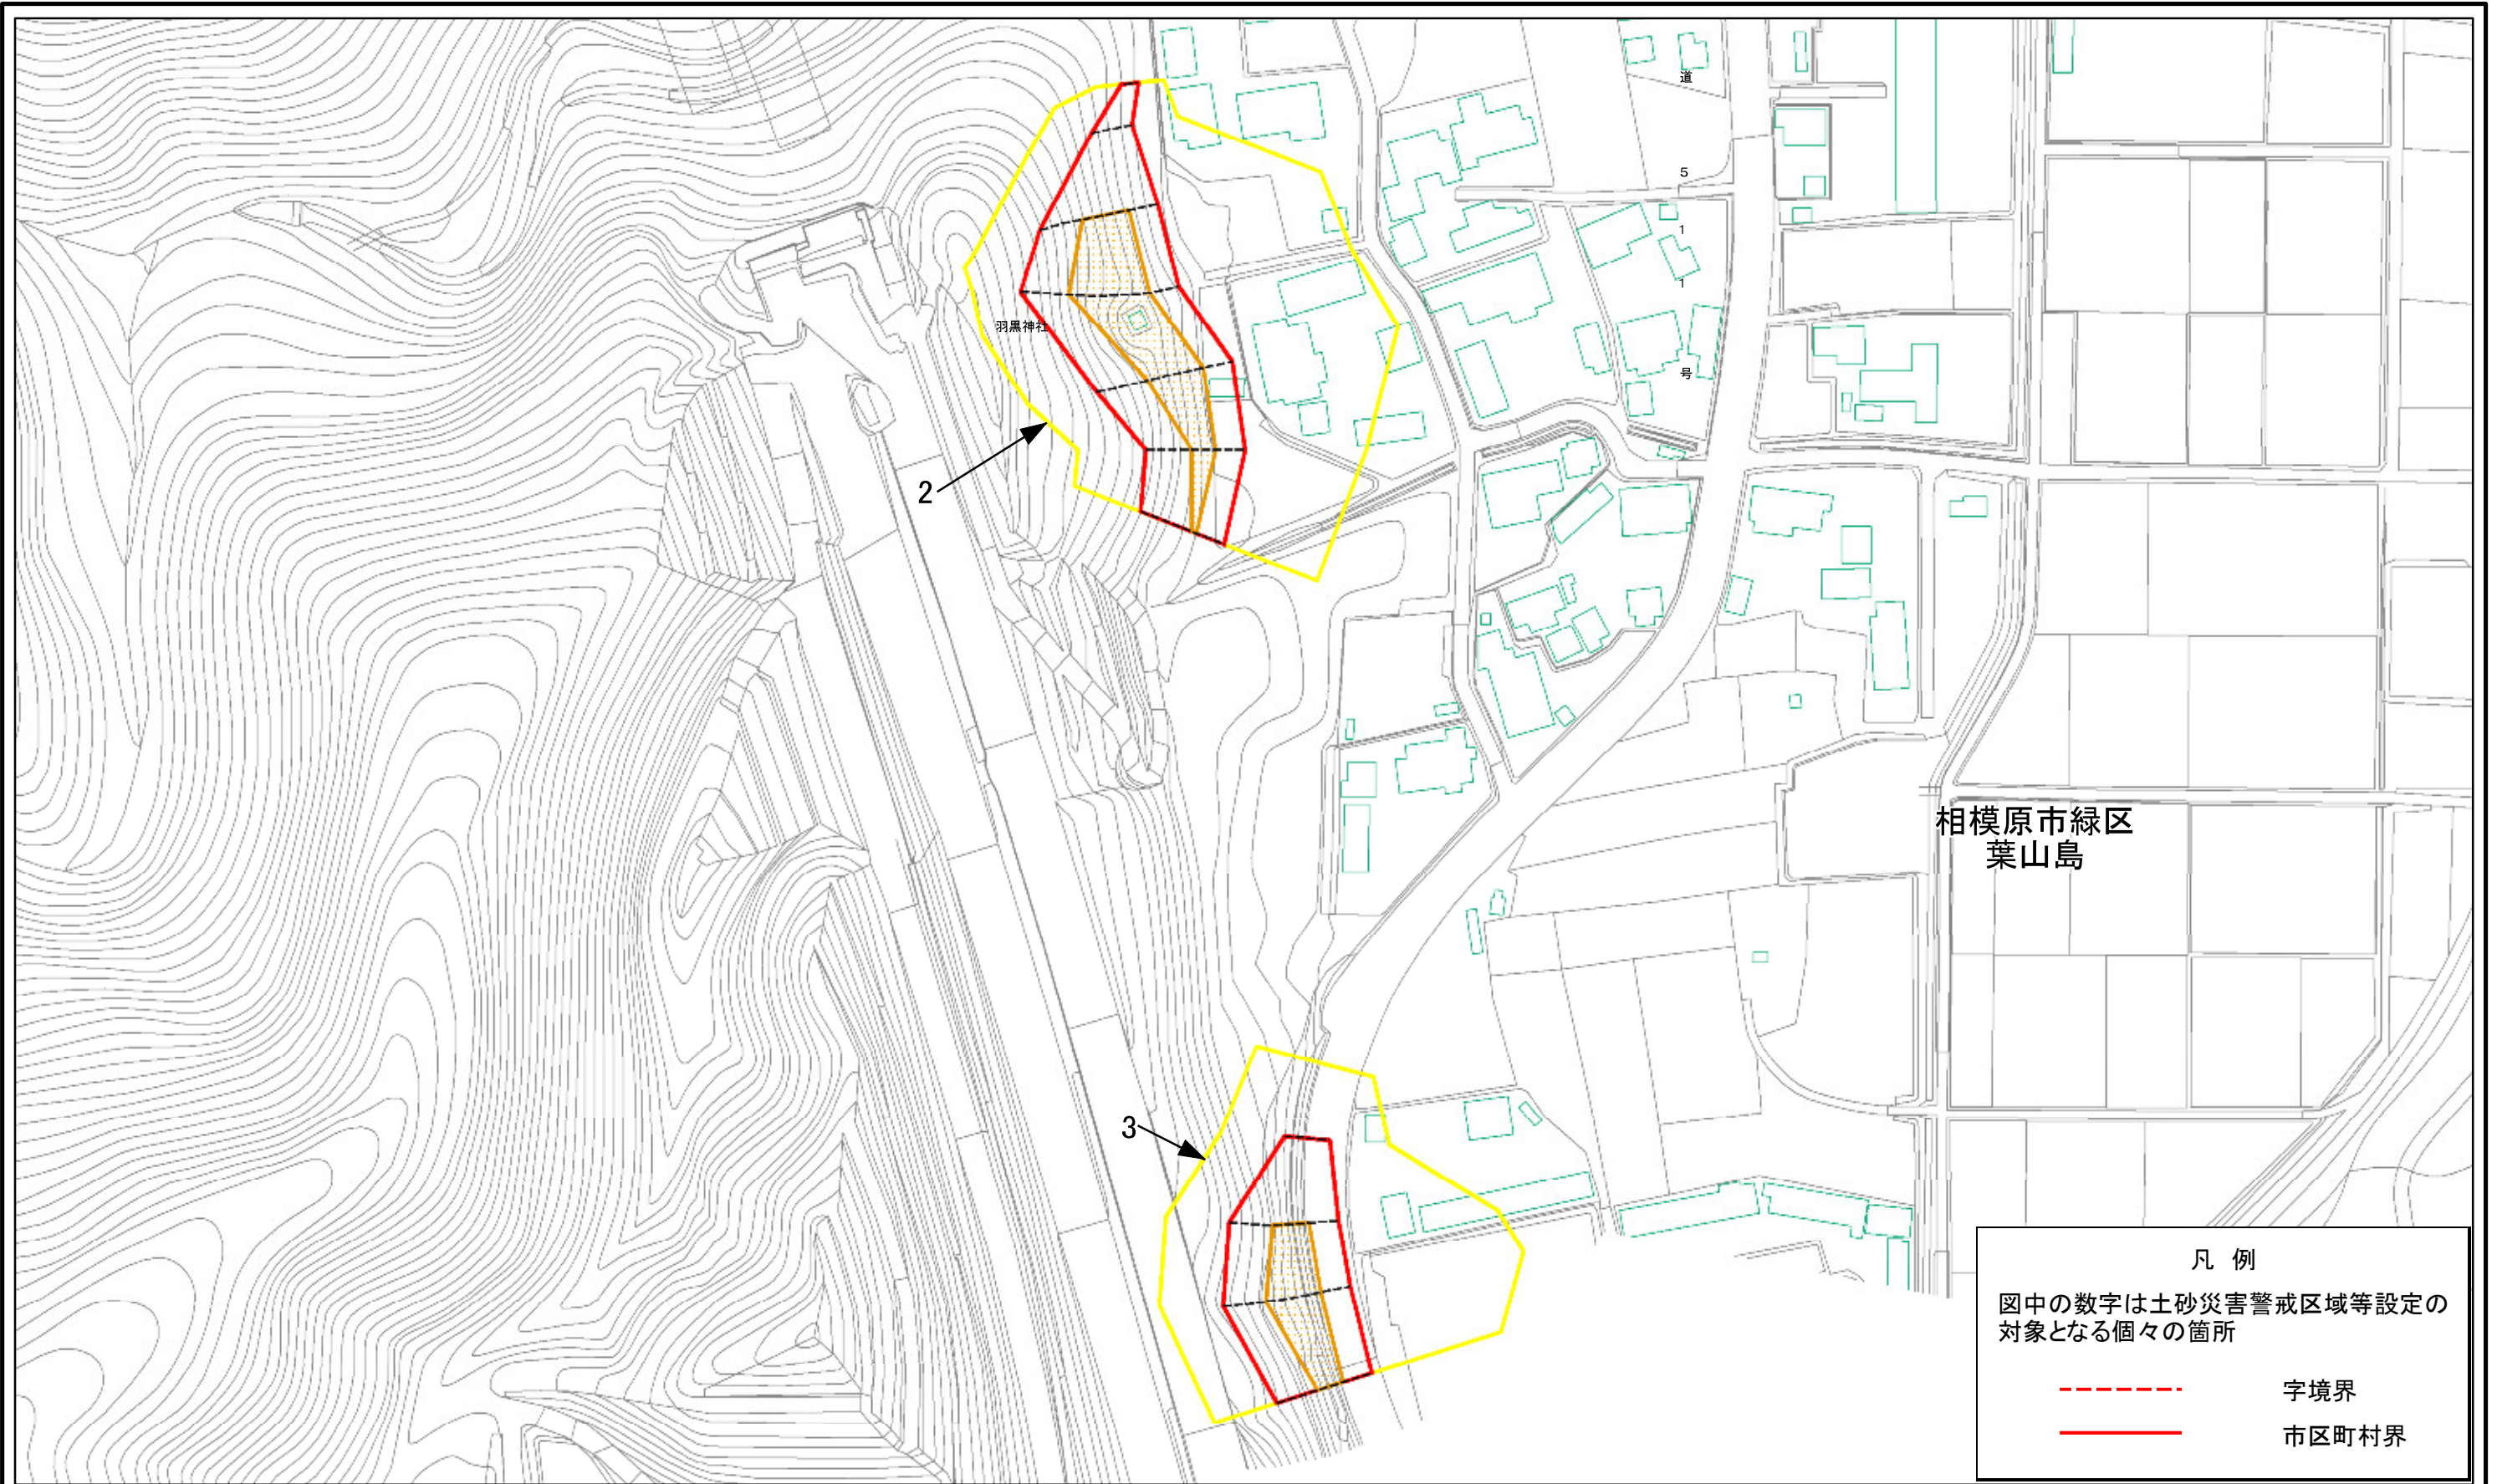 道
5
1
1
号
羽黒神社
2
相模原市緑区
葉山島
3
凡 例
図中の数字は土砂災害警戒区域等設定の
対象となる個々の箇所
字境界
市区町村界